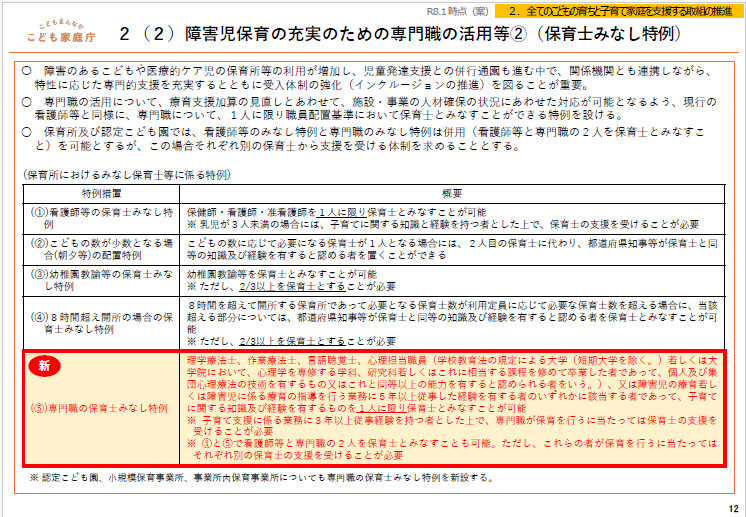 R8.1時点（案）
２．全てのこどもの育ちと子育て家庭を支援する取組の推進
こどもまんなか
こども家庭庁
２（２）障害児保育の充実のための専門職の活用等②（保育士みなし特例）
○　障害のあるこどもや医療的ケア児の保育所等の利用が増加し、児童発達支援との併行通園も進む中で、関係機関とも連携しながら、
特性に応じた専門的支援を充実するとともに受入体制の強化（インクルージョンの推進）を図ることが重要。
○　専門職の活用について、療育支援加算の見直しとあわせて、施設・事業の人材確保の状況にあわせた対応が可能となるよう、現行の
看護師等と同様に、専門職について、１人に限り職員配置基準において保育士とみなすことができる特例を設ける。
○　保育所及び認定こども園では、看護師等のみなし特例と専門職のみなし特例は併用（看護師等と専門職の２人を保育士とみなすこ
と）を可能とするが、この場合それぞれ別の保育士から支援を受ける体制を求めることとする。
(保育所におけるみなし保育士等に係る特例)
特例措置
概要
(①)看護師等の保育士みなし特
例
保健師・看護師・准看護師を１人に限り保育士とみなすことが可能
※ 乳児が３人未満の場合には、子育てに関する知識と経験を持つ者とした上で、保育士の支援を受けることが必要
(②)こどもの数が少数となる場
合(朝夕等)の配置特例
こどもの数に応じて必要になる保育士が１人となる場合には、２人目の保育士に代わり、都道府県知事等が保育士と同
等の知識及び経験を有すると認める者を置くことができる
(③)幼稚園教諭等の保育士みな
し特例
幼稚園教諭等を保育士とみなすことが可能
※ ただし、2/3以上を保育士とすることが必要
(④)８時間超え開所の場合の保
育士みなし特例
８時間を超えて開所する保育所であって必要となる保育士数が利用定員に応じて必要な保育士数を超える場合に、当該
超える部分については、都道府県知事等が保育士と同等の知識及び経験を有すると認める者を保育士とみなすことが可
能
※ ただし、2/3以上を保育士とすることが必要
新
(⑤)専門職の保育士みなし特例
理学療法士、作業療法士、言語聴覚士、心理担当職員（学校教育法の規定による大学（短期大学を除く。）若しくは大
学院において、心理学を専修する学科、研究科若しくはこれに相当する課程を修めて卒業した者であって、個人及び集
団心理療法の技術を有するもの又はこれと同等以上の能力を有すると認められる者をいう。）、又は障害児の療育若し
くは障害児に係る療育の指導を行う業務に５年以上従事した経験を有する者のいずれかに該当する者であって、子育て
に関する知識及び経験を有するものを１人に限り保育士とみなすことが可能
※ 子育て支援に係る業務に３年以上従事経験を持つ者とした上で、専門職が保育を行うに当たっては保育士の支援を
受けることが必要
※ ①と⑤で看護師等と専門職の２人を保育士とみなすことも可能。ただし、これらの者が保育を行うに当たっては
それぞれ別の保育士の支援を受けることが必要
※ 認定こども園、小規模保育事業所、事業所内保育事業所についても専門職の保育士みなし特例を新設する。
12